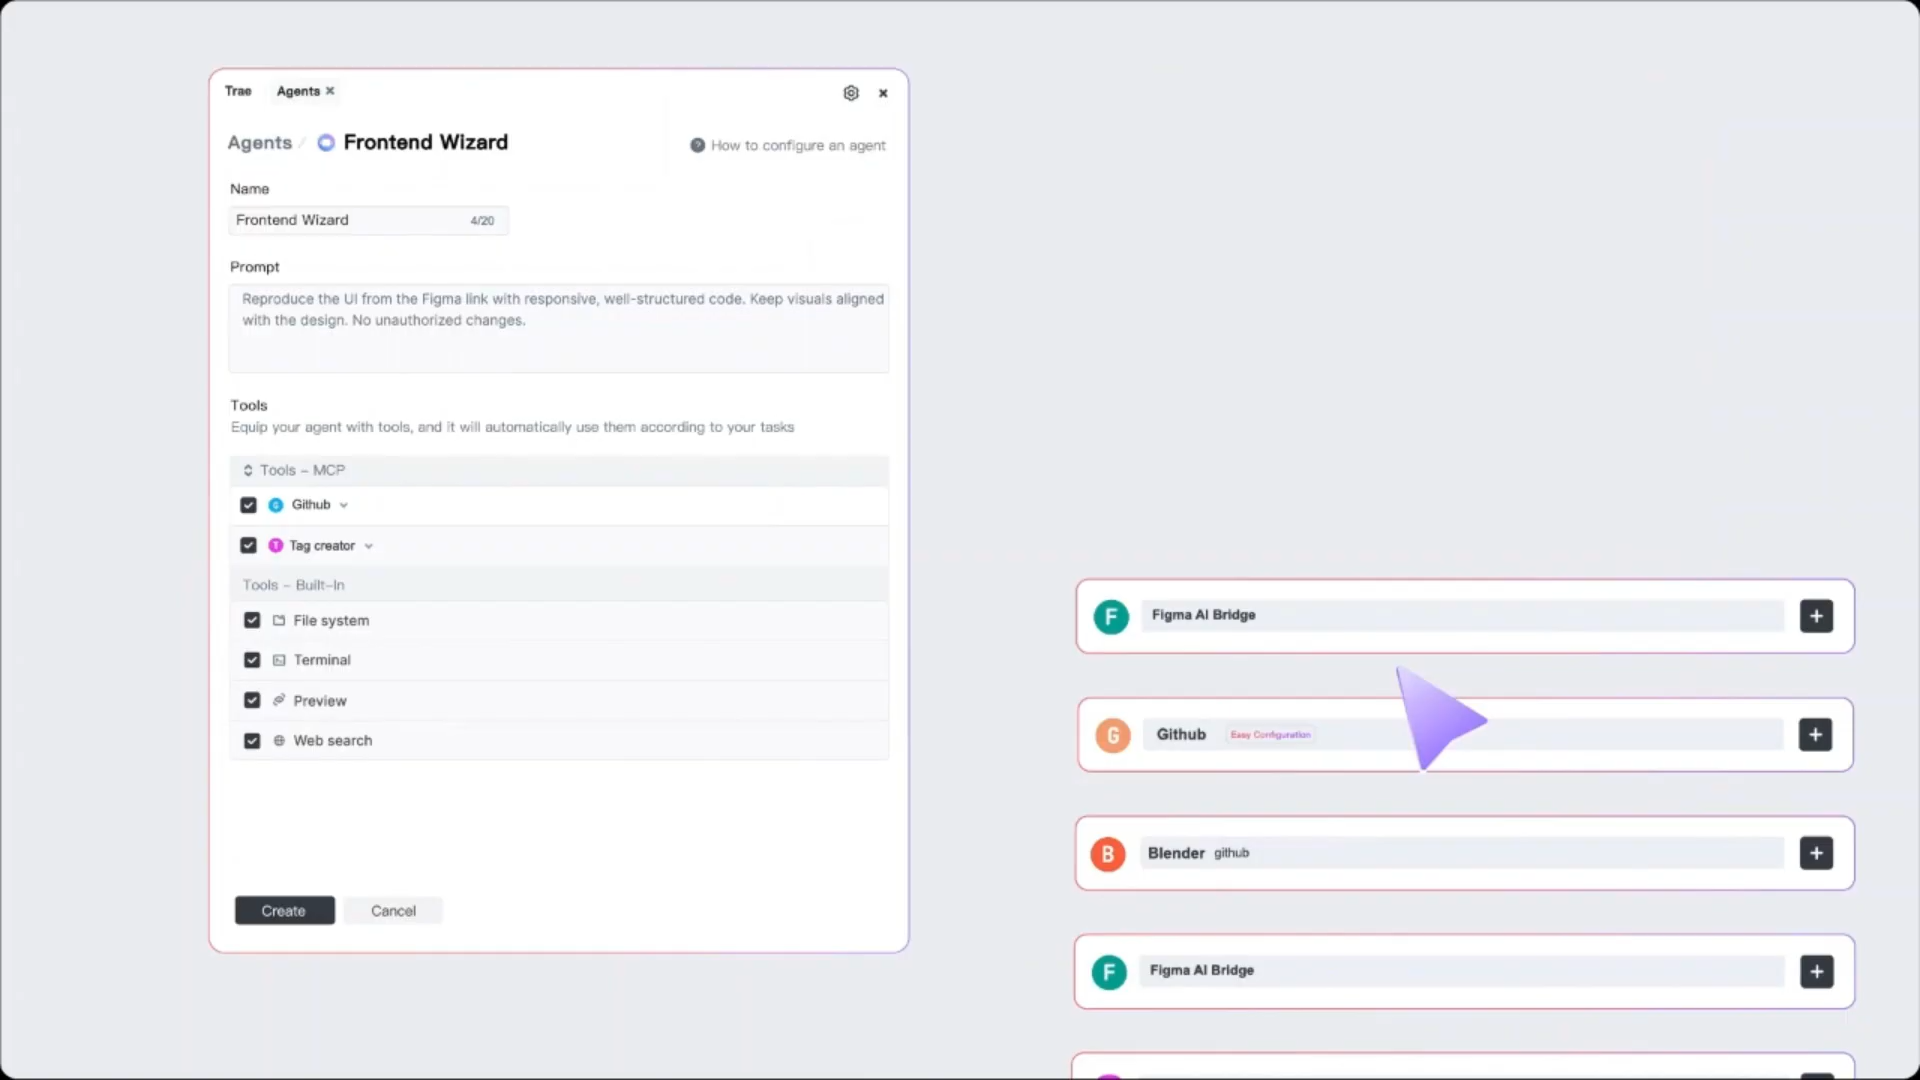 Trae Agents
Agents / Frontend Wizard
? How to configure an agent
Name
Frontend Wizard 4/20
Prompt
Reproduce the UI from the Figma link with responsive, well-structured code. Keep visuals aligned
with the design. No unauthorized changes.
Tools
Equip your agent with tools, and it will automatically use them according to your tasks
Tools - MCP
G Github
T Tag creator
Tools - Built-In
File system
Terminal
Preview
Web search
Create Cancel
F Figma AI Bridge +
G Github Easy Configuration +
B Blender github +
F Figma AI Bridge +